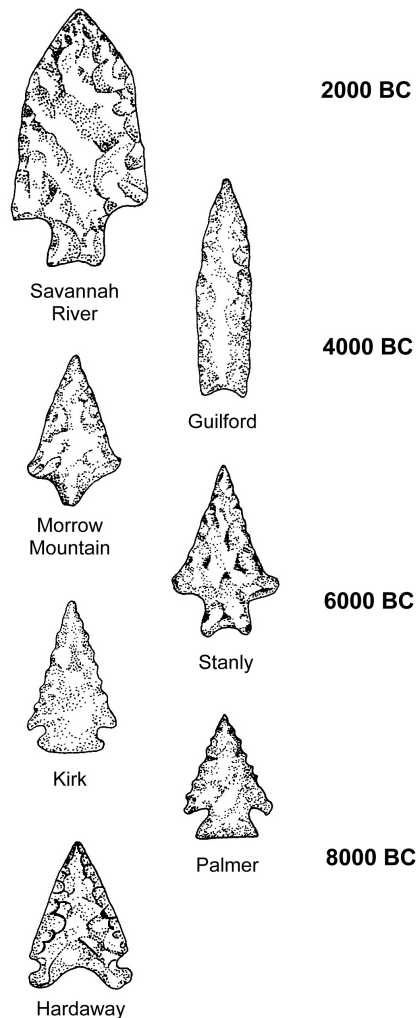 2000 BC
Savannah
River
4000 BC
Guilford
Morrow
Mountain
6000 BC
Stanly
Kirk
Palmer
8000 BC
Hardaway